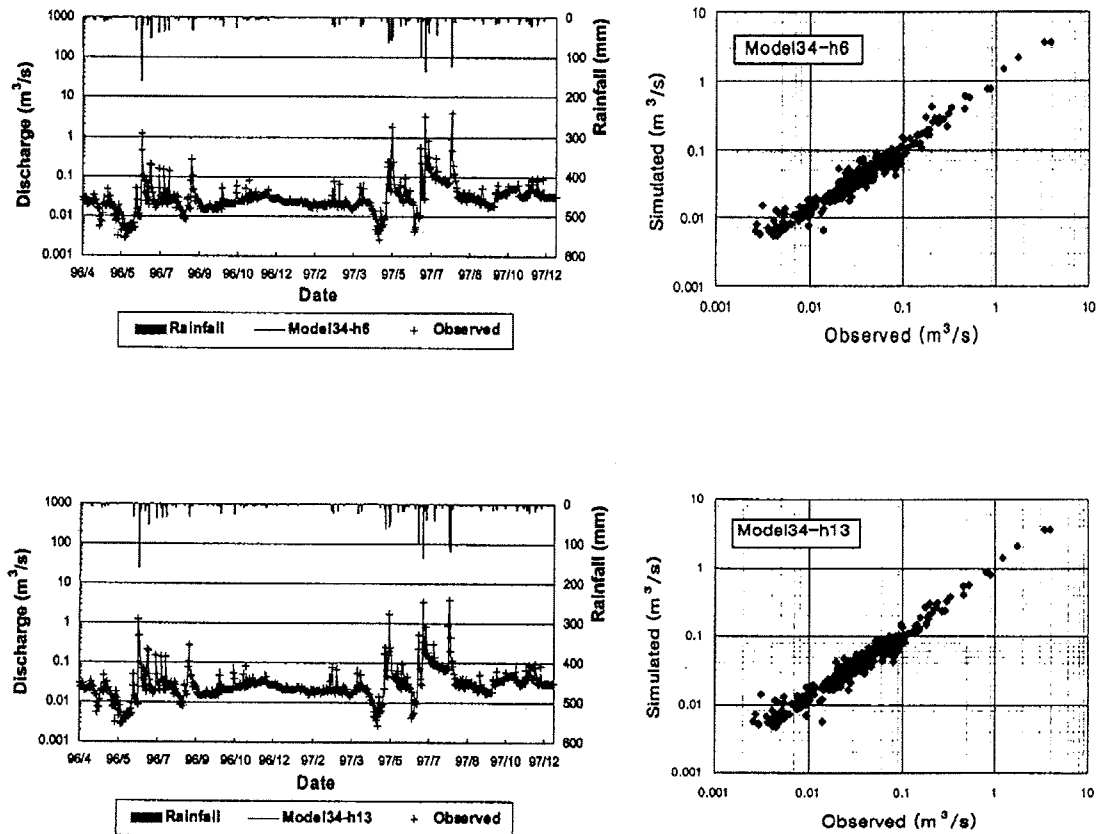 1000
100
10
1
0.1
0.01
0.001
Discharge (m³/s)
0
100
200
300
400
500
600
Rainfall (mm)
96/4 96/5 96/7 96/9 96/10 96/12 97/2 97/3 97/5 97/7 97/8 97/10 97/12
Date
Rainfall Model34-h6 + Observed
Model34-h6
10
1
0.1
0.01
0.001
Simulated (m³/s)
0.001 0.01 0.1 1 10
Observed (m³/s)
1000
100
10
1
0.1
0.01
0.001
Discharge (m³/s)
0
100
200
300
400
500
600
Rainfall (mm)
96/4 96/5 96/7 96/9 96/10 96/12 97/2 97/3 97/5 97/7 97/8 97/10 97/12
Date
Rainfall Model34-h13 + Observed
Model34-h13
10
1
0.1
0.01
0.001
Simulated (m³/s)
0.001 0.01 0.1 1 10
Observed (m³/s)